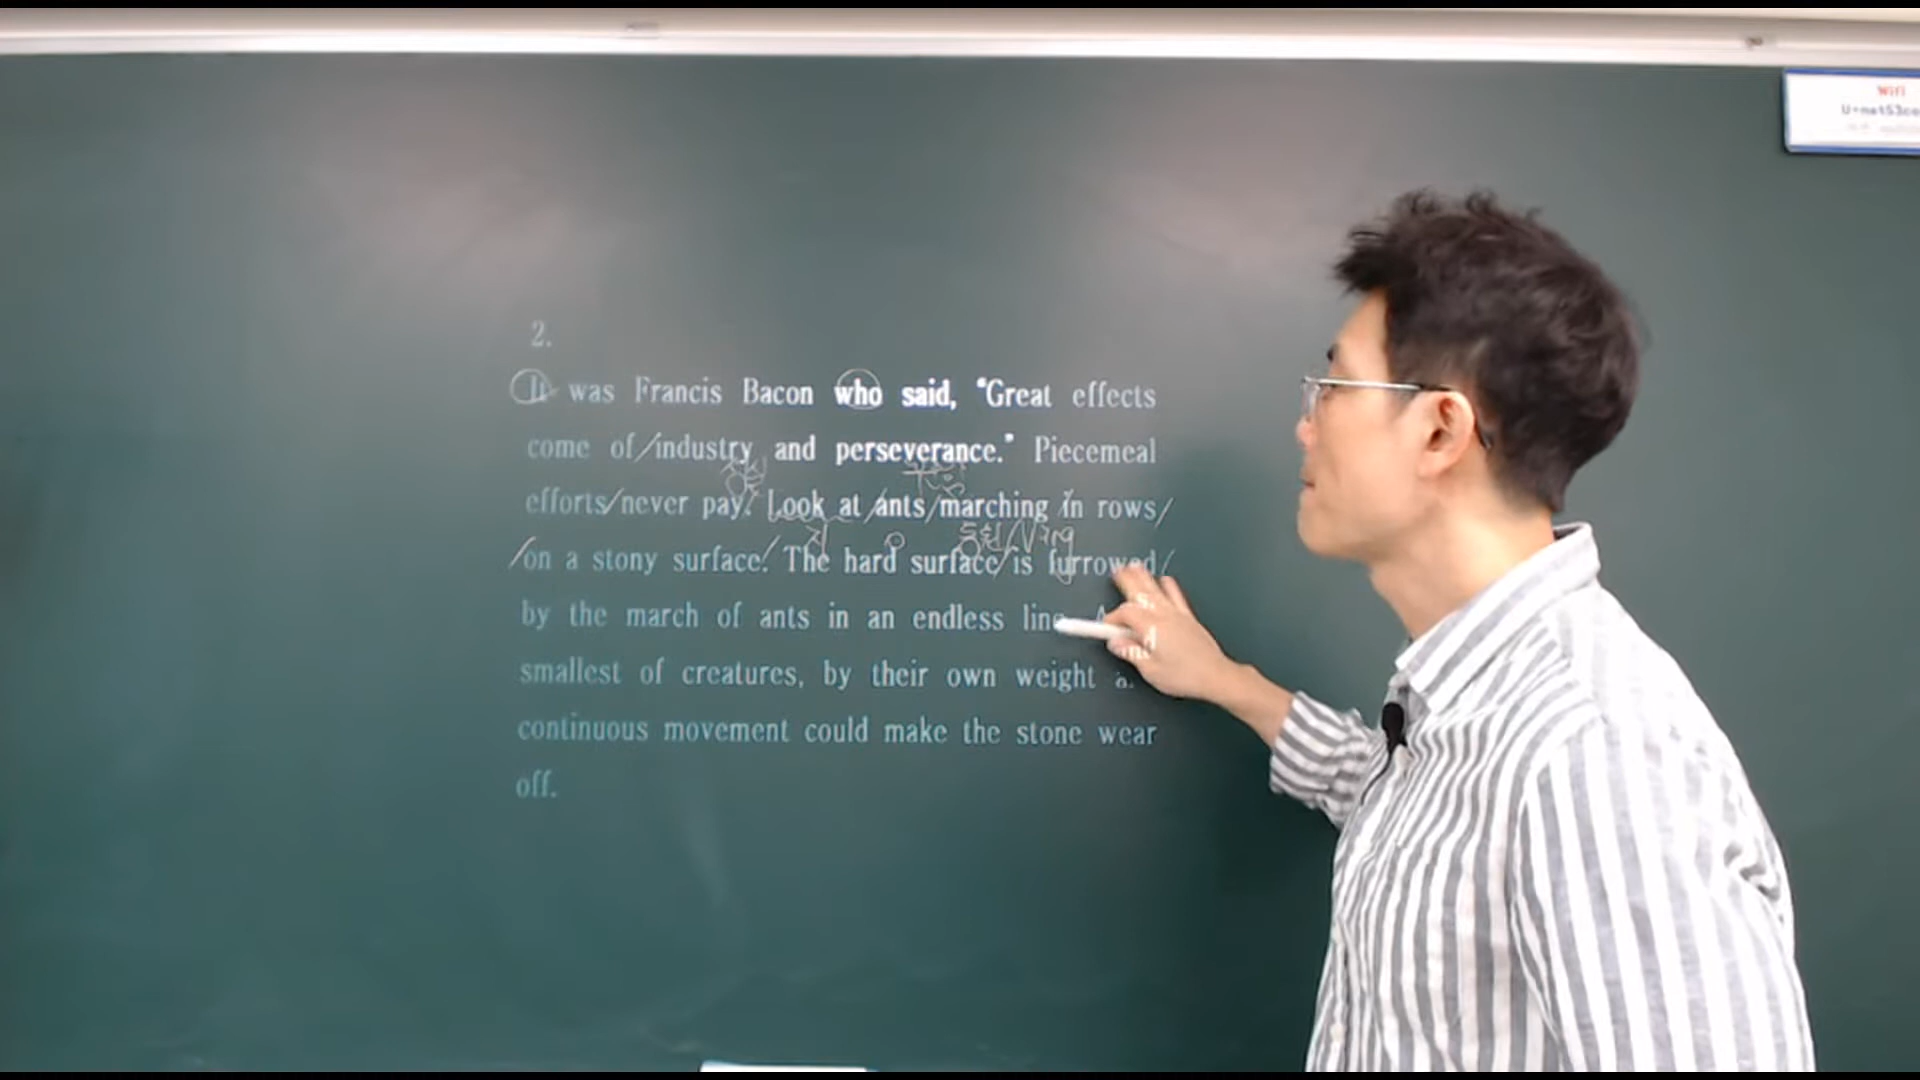 2.
It was Francis Bacon who said, “Great effects
come of/industry and perseverance.” Piecemeal
efforts/never pay. Look at/ants/marching in rows/
/on a stony surface. The hard surface/is furrowed/
by the march of ants in an endless line.
smallest of creatures, by their own weight
continuous movement could make the stone wear
off.
Wifi